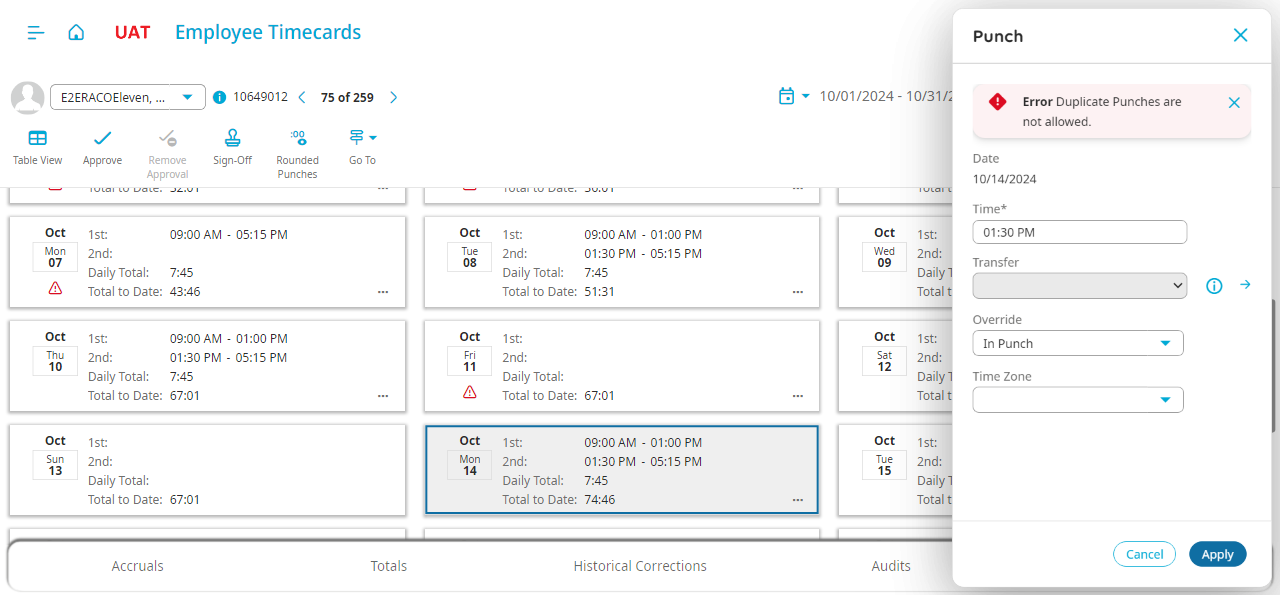 UAT
Employee Timecards
E2ERACOEleven, ...
10649012
75 of 259
10/01/2024 - 10/31/2
Table View
Approve
Remove Approval
Sign-Off
:00
Rounded Punches
Go To
Total to Date: 52:01
...
Total to Date:
...
Oct
Mon
07
1st: 09:00 AM - 05:15 PM
2nd:
Daily Total: 7:45
Total to Date: 43:46
...
Oct
Tue
08
1st: 09:00 AM - 01:00 PM
2nd: 01:30 PM - 05:15 PM
Daily Total: 7:45
Total to Date: 51:31
...
Oct
Wed
09
1st:
2nd:
Daily T
Total t
Oct
Thu
10
1st: 09:00 AM - 01:00 PM
2nd: 01:30 PM - 05:15 PM
Daily Total: 7:45
Total to Date: 67:01
...
Oct
Fri
11
1st:
2nd:
Daily Total:
Total to Date: 67:01
...
Oct
Sat
12
1st:
2nd:
Daily T
Total t
Oct
Sun
13
1st:
2nd:
Daily Total:
Total to Date: 67:01
Oct
Mon
14
1st: 09:00 AM - 01:00 PM
2nd: 01:30 PM - 05:15 PM
Daily Total: 7:45
Total to Date: 74:46
...
Oct
Tue
15
1st:
2nd:
Daily T
Total t
Accruals
Totals
Historical Corrections
Audits
Punch
Error Duplicate Punches are
not allowed.
Date
10/14/2024
Time*
01:30 PM
Transfer
Override
In Punch
Time Zone
Cancel
Apply